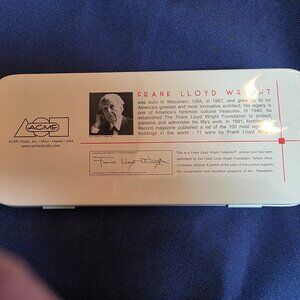 FRANK LLOYD WRIGHT
was born in Wisconsin, USA, in 1867, and grew up to be
America's greatest and most innovative architect. His legacy is
one of America's foremost cultural treasures. In 1940, he
established The Frank Lloyd Wright Foundation to protect,
preserve and administer his life's work. In 1991, Architectural
Record magazine published a list of the 100 most
buildings in the world - 11 were by Frank Lloyd
ACME
ACME Studio, Inc. • Maui • Hawaii • USA
www.acmestudio.com
Frank Lloyd Wright
This is a Frank Lloyd Wright Collection® product and has been
authorized by the Frank Lloyd Wright Foundation, Taliesin West,
Scottsdale, Arizona. A portion of the sales of this product supports
the conservation and education programs of the Foundation.